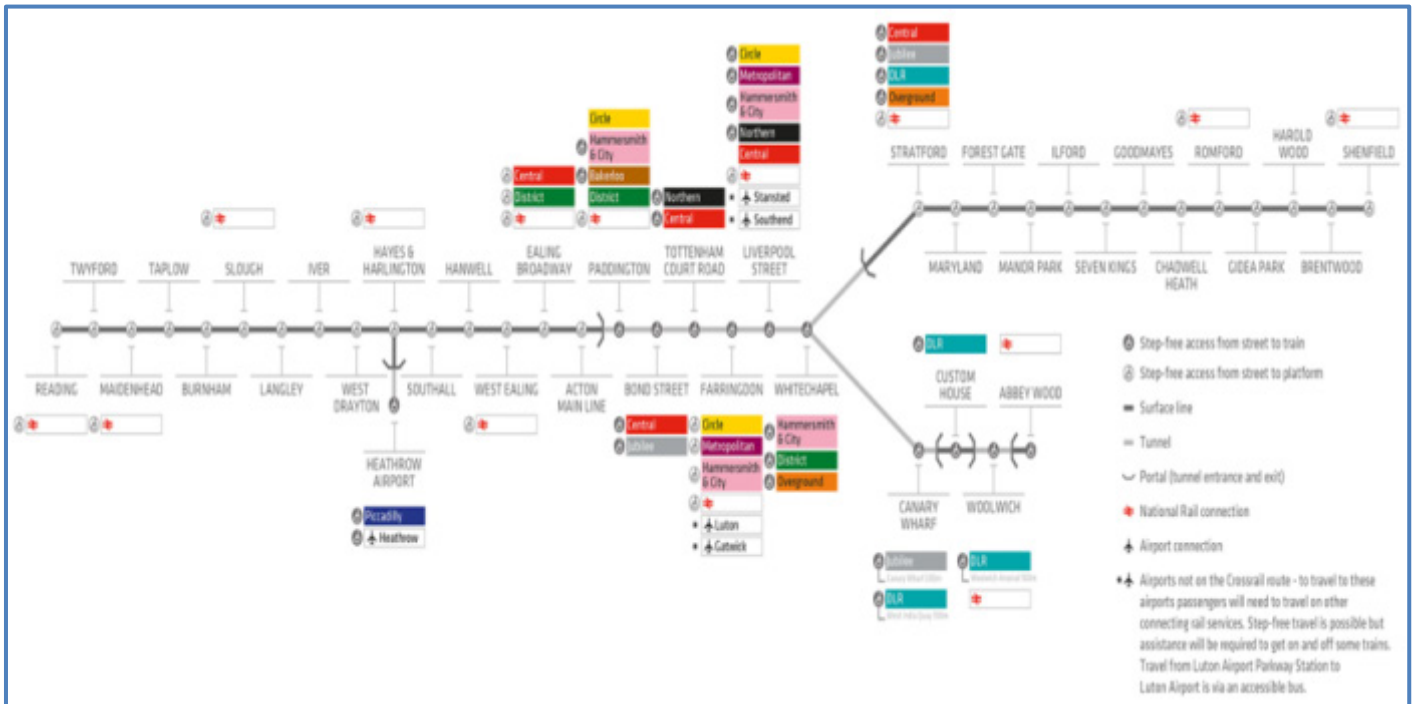 Central
Jubilee
DLR
Overground
Circle
Metropolitan
Hammersmith
& City
Northern
Central
Stansted
Southend
Circle
Hammersmith
& City
Bakerloo
District
Central
District
Northern
Central
STRATFORD
FOREST GATE
ILFORD
GOODMAYES
ROMFORD
HAROLD
WOOD
SHENFIELD
TWYFORD
TAPLOW
SLOUGH
IVER
HAYES &
HARLINGTON
HANWELL
EALING
BROADWAY
PADDINGTON
TOTTENHAM
COURT ROAD
LIVERPOOL
STREET
MARYLAND
MANOR PARK
SEVEN KINGS
CHADWELL
HEATH
GIDEA PARK
BRENTWOOD
READING
MAIDENHEAD
BURNHAM
LANGLEY
WEST
DRAYTON
SOUTHALL
WEST EALING
ACTON
MAIN LINE
BOND STREET
FARRINGDON
WHITECHAPEL
HEATHROW
AIRPORT
Piccadilly
Heathrow
Central
Jubilee
Circle
Metropolitan
Hammersmith
& City
Luton
Gatwick
Hammersmith
& City
District
Overground
DLR
CUSTOM
HOUSE
ABBEY WOOD
CANARY
WHARF
WOOLWICH
Jubilee
DLR
DLR
Step-free access from street to train
Step-free access from street to platform
Surface line
Tunnel
Portal (tunnel entrance and exit)
National Rail connection
Airport connection
Airports not on the Crossrail route - to travel to these
airports passengers will need to travel on other
connecting rail services. Step-free travel is possible but
assistance will be required to get on and off some trains.
Travel from Luton Airport Parkway Station to
Luton Airport is via an accessible bus.